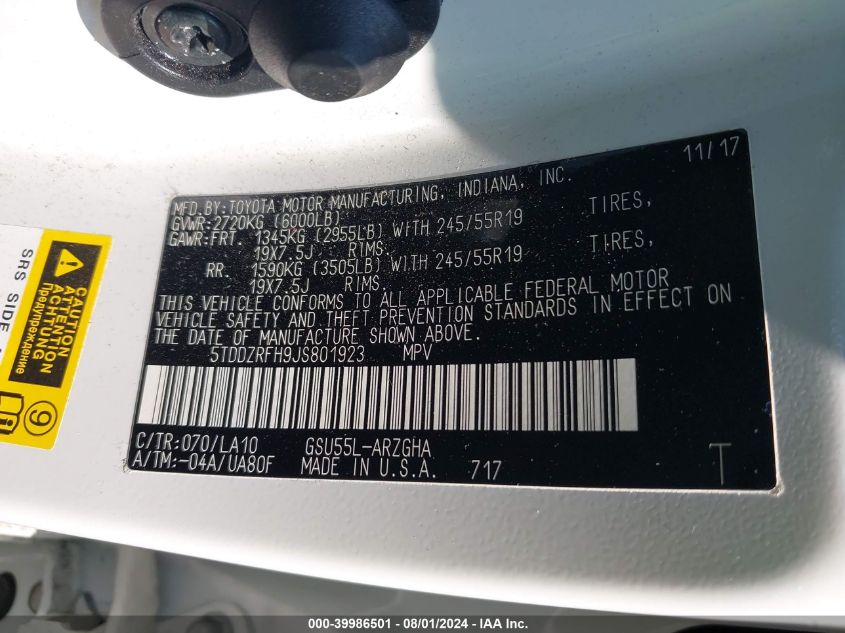 11/17
MFD.BY:TOYOTA MOTOR MANUFACTURING, INDIANA, INC.
GVWR:2720KG (6000LB)
GAWR:FRT. 1345KG (2955LB) WITH 245/55R19 TIRES,
19X7.5J RIMS.
RR. 1590KG (3505LB) WITH 245/55R19 TIRES,
19X7.5J RIMS.
THIS VEHICLE CONFORMS TO ALL APPLICABLE FEDERAL MOTOR
VEHICLE SAFETY AND THEFT PREVENTION STANDARDS IN EFFECT ON
THE DATE OF MANUFACTURE SHOWN ABOVE.
5TDDZRFH9JS801923 MPV
C/TR:070/LA10 GSU55L-ARZGHA
A/TM:-04A/UA80F MADE IN U.S.A. 717
T
SRS SIDE
CAUTION
ATTENTION
ACHTUNG
Предупреждение
9
000-39986501 - 08/01/2024 - IAA Inc.